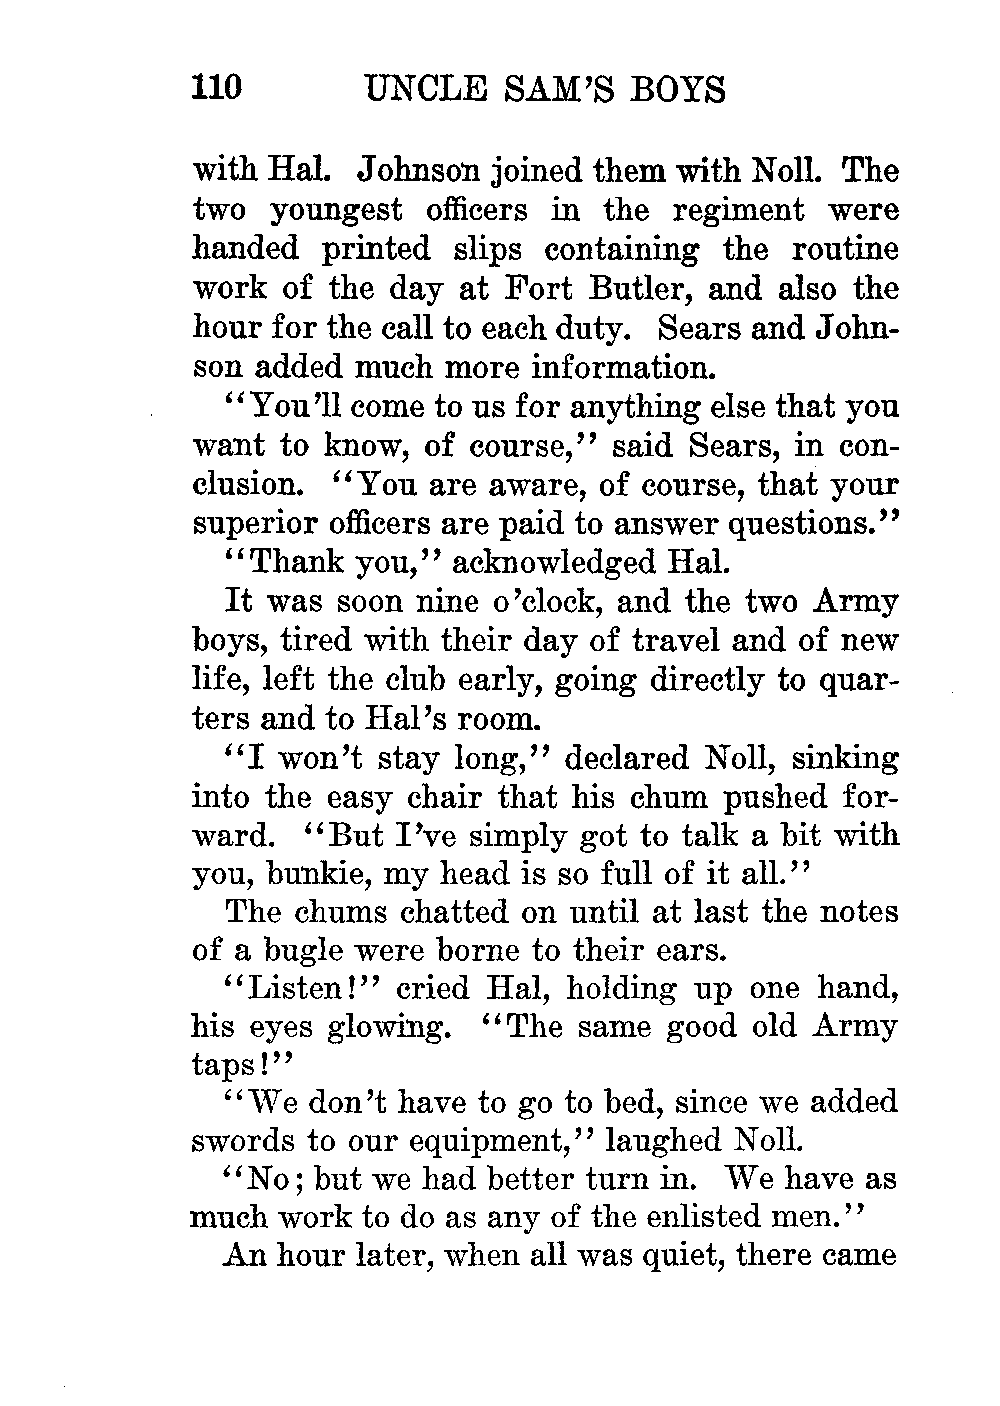 110 UNCLE SAM'S BOYS
with Hal. Johnson joined them with Noll. The
two youngest officers in the regiment were
handed printed slips containing the routine
work of the day at Fort Butler, and also the
hour for the call to each duty. Sears and John-
son added much more information.
"You'll come to us for anything else that you
want to know, of course," said Sears, in con-
clusion. "You are aware, of course, that your
superior officers are paid to answer questions."
"Thank you," acknowledged Hal.
It was soon nine o'clock, and the two Army
boys, tired with their day of travel and of new
life, left the club early, going directly to quar-
ters and to Hal's room.
"I won't stay long," declared Noll, sinking
into the easy chair that his chum pushed for-
ward. "But I've simply got to talk a bit with
you, bunkie, my head is so full of it all."
The chums chatted on until at last the notes
of a bugle were borne to their ears.
"Listen!" cried Hal, holding up one hand,
his eyes glowing. "The same good old Army
taps!"
"We don't have to go to bed, since we added
swords to our equipment," laughed Noll.
"No; but we had better turn in. We have as
much work to do as any of the enlisted men."
An hour later, when all was quiet, there came